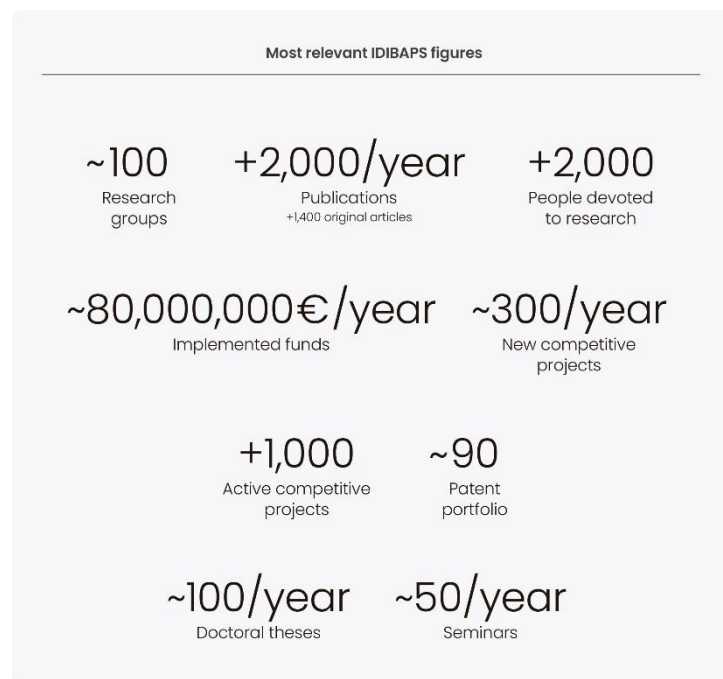 Most relevant IDIBAPS figures
~100
Research
groups
+2,000/year
Publications
+1,400 original articles
+2,000
People devoted
to research
~80,000,000€/year
Implemented funds
~300/year
New competitive
projects
+1,000
Active competitive
projects
~90
Patent
portfolio
~100/year
Doctoral theses
~50/year
Seminars